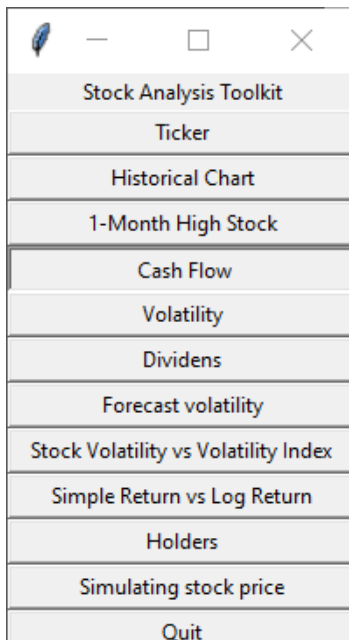 Stock Analysis Toolkit
Ticker
Historical Chart
1-Month High Stock
Cash Flow
Volatility
Dividens
Forecast volatility
Stock Volatility vs Volatility Index
Simple Return vs Log Return
Holders
Simulating stock price
Quit